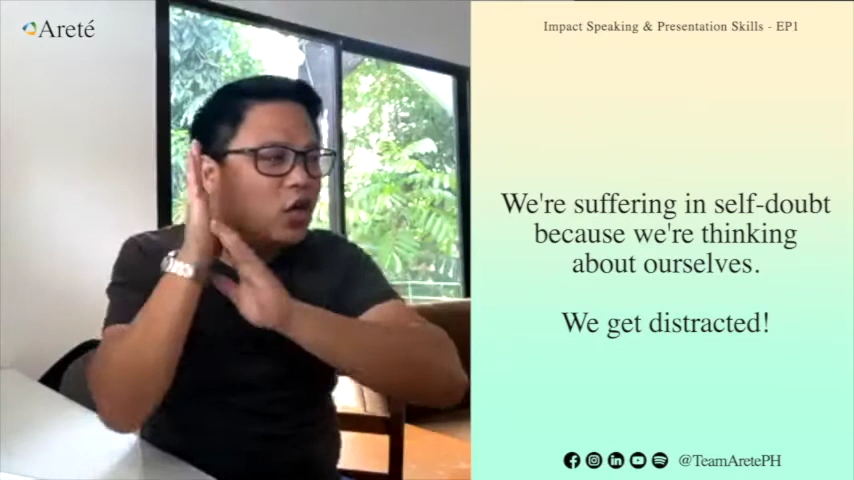 Areté
Impact Speaking & Presentation Skills - EP1
We're suffering in self-doubt
because we're thinking
about ourselves.
We get distracted!
@TeamAretePH